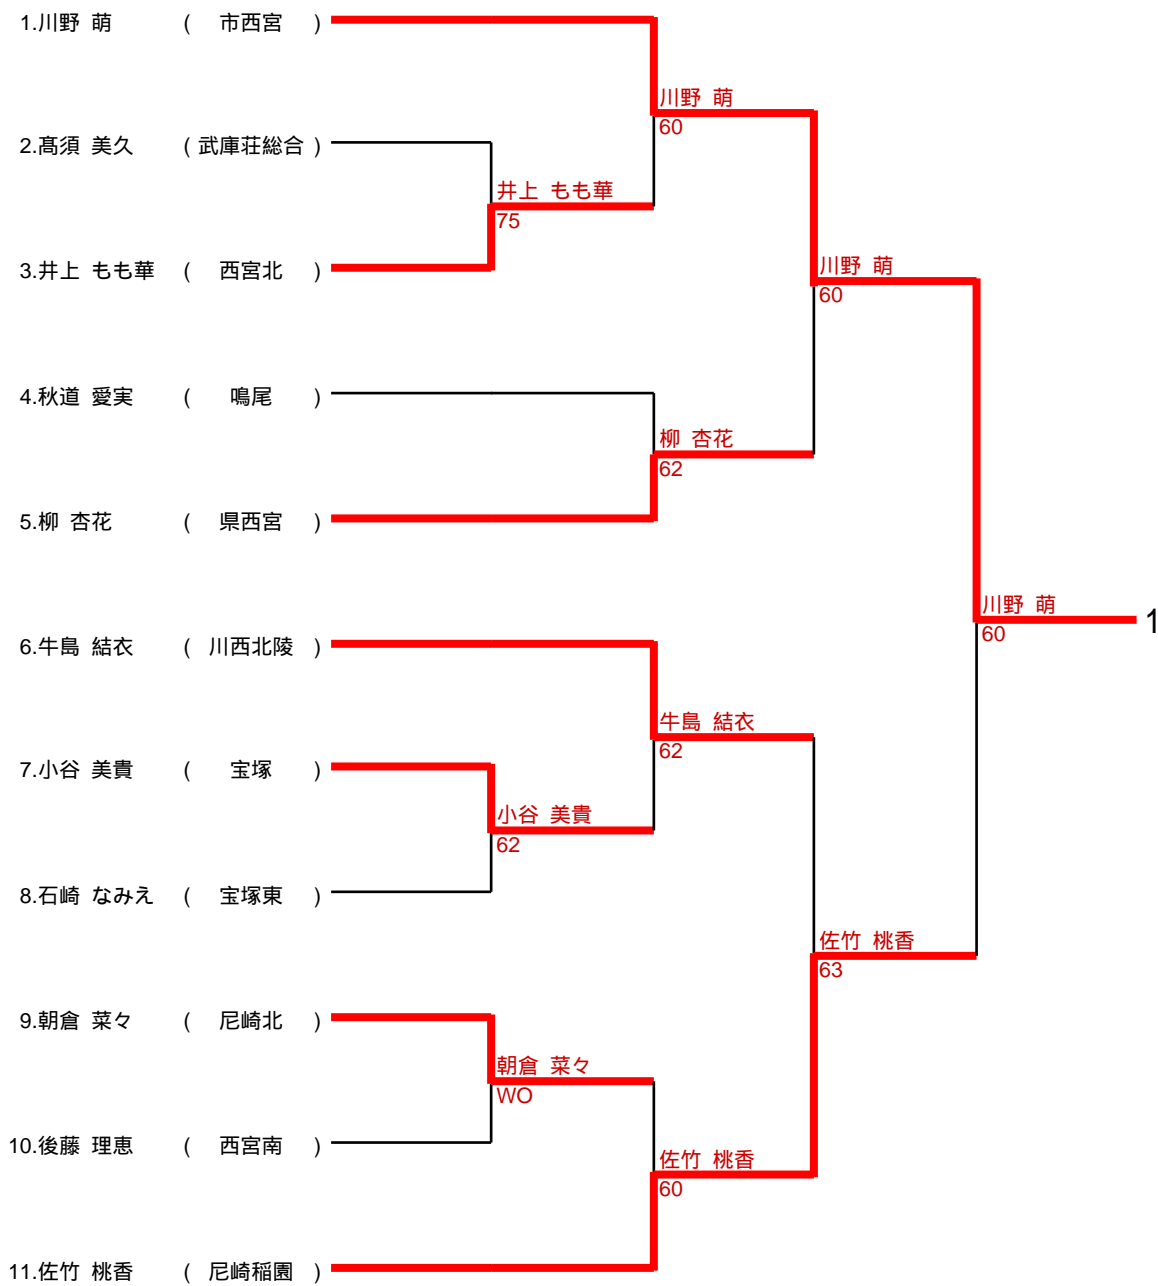 1.川野 萌 ( 市西宮 )
川野 萌
60
2.髙須 美久 ( 武庫荘総合 )
井上 もも華
75
3.井上 もも華 ( 西宮北 )
川野 萌
60
4.秋道 愛実 ( 鳴尾 )
柳 杏花
62
5.柳 杏花 ( 県西宮 )
川野 萌
60
1
6.牛島 結衣 ( 川西北陵 )
牛島 結衣
62
7.小谷 美貴 ( 宝塚 )
小谷 美貴
62
8.石崎 なみえ ( 宝塚東 )
佐竹 桃香
63
9.朝倉 菜々 ( 尼崎北 )
朝倉 菜々
WO
10.後藤 理恵 ( 西宮南 )
佐竹 桃香
60
11.佐竹 桃香 ( 尼崎稲園 )